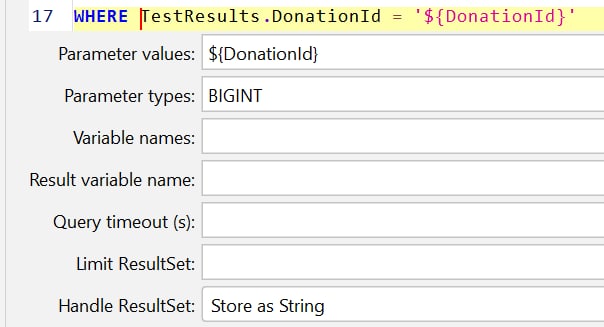 17 WHERE TestResults.DonationId = '${DonationId}'
Parameter values: ${DonationId}
Parameter types: BIGINT
Variable names:
Result variable name:
Query timeout (s):
Limit ResultSet:
Handle ResultSet: Store as String